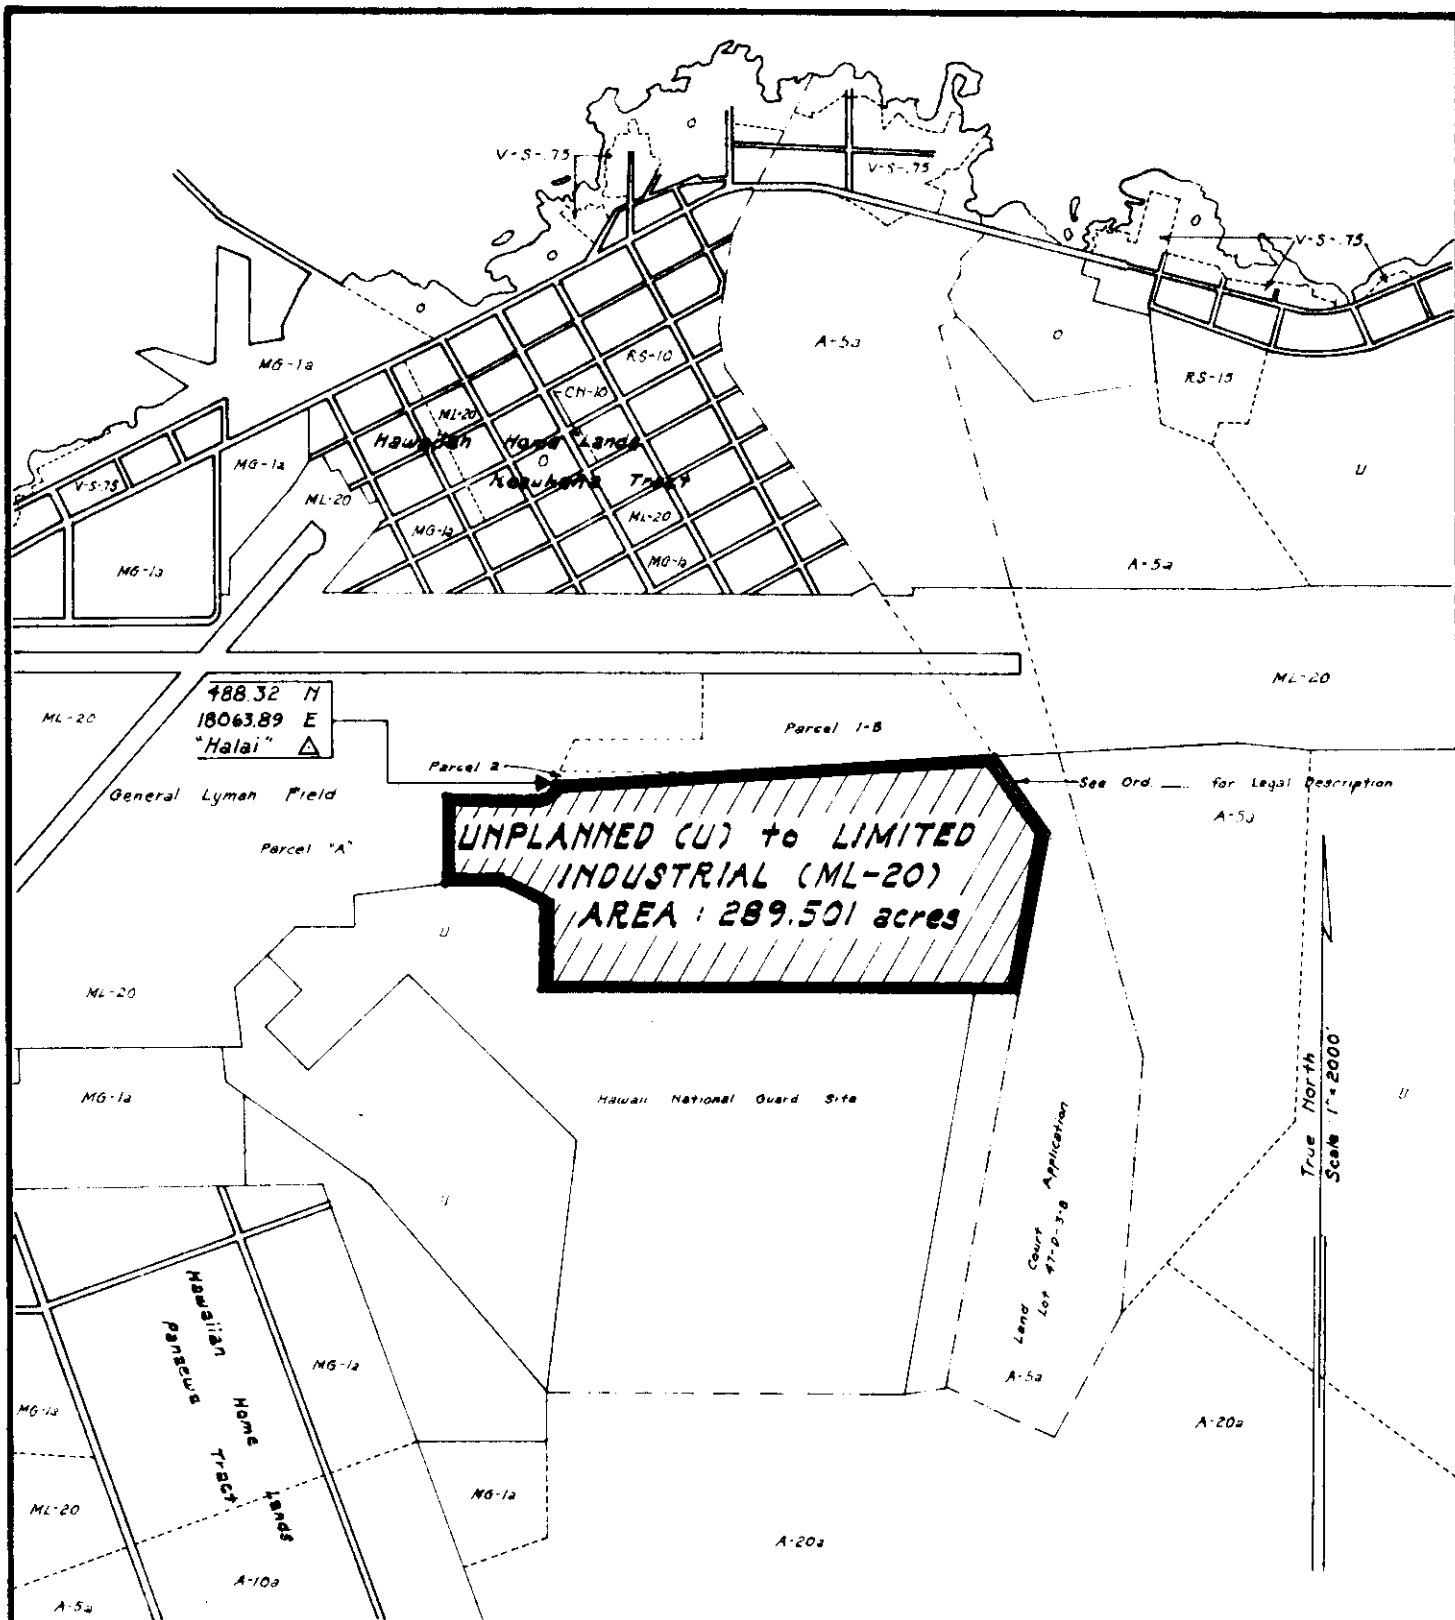 V-S-.75
O
V-S-.75
O
O
V-S-.75
O
O
MG-1a
RS-10
A-5a
O
RS-15
CN-10
ML-20
Hawaiian Home Lands
O
Keaukaha Tract
MG-1a
V-S-.75
ML-20
U
MG-1a
ML-20
MG-1a
MG-1a
A-5a
ML-20
488.32 N
18063.89 E
"Halai" △
ML-20
Parcel 1-B
Parcel 2
General Lyman Field
See Ord. ___ for Legal Description
A-5a
Parcel "A"
UNPLANNED (U) to LIMITED
INDUSTRIAL (ML-20)
AREA : 289.501 acres
U
ML-20
MG-1a
Hawaii National Guard Site
U
True North
Scale 1" = 2000'
Land Court Application
Lot 47-D-3-B
U
Hawaiian Home Lands
Panaewa Tract
MG-1a
A-5a
MG-1a
A-20a
ML-20
MG-1a
A-20a
A-10a
A-5a